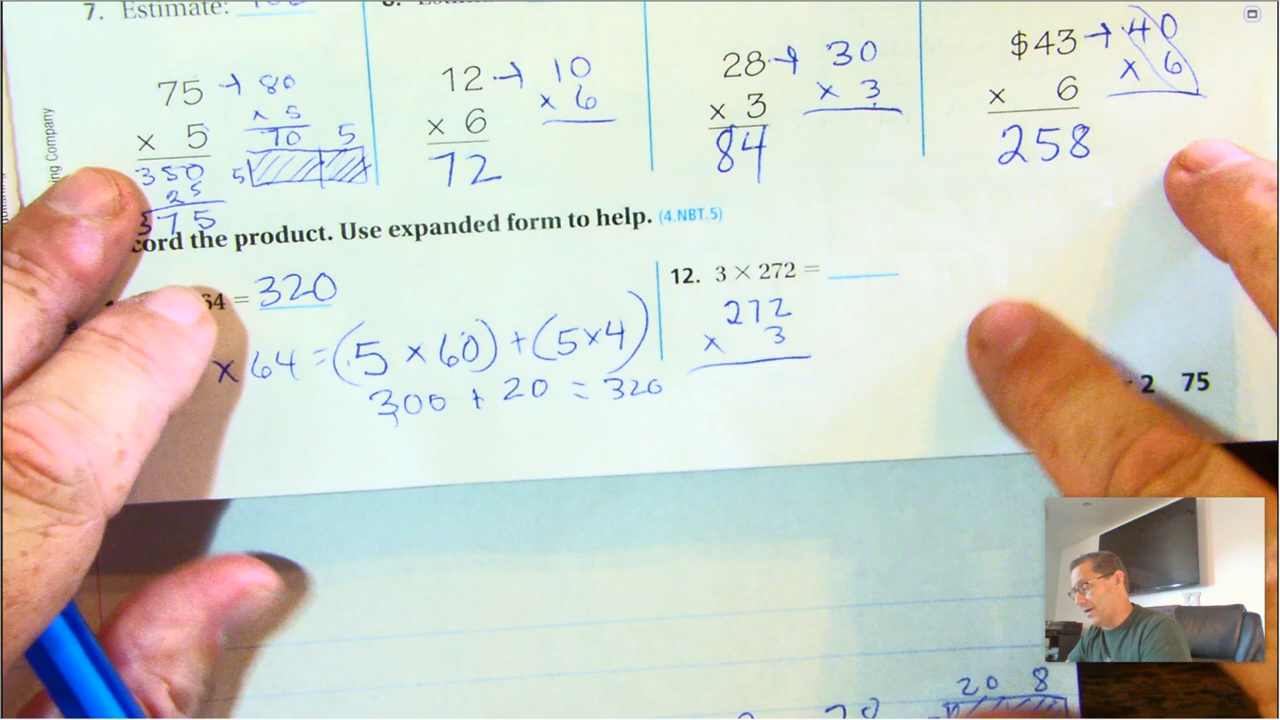 7. Estimate:
75 → 80
× 5
× 5
70 5
350
5
25
375
12 → 10
× 6
× 6
72
28 → 30
× 3
× 3
84
$43 → 40
× 6
× 6
258
ing Company
cord the product. Use expanded form to help. (4.NBT.5)
64 = 320
× 64 = (5 × 60) + (5×4)
300 + 20 = 320
12. 3 × 272 =
272
× 3
2 75
20 8